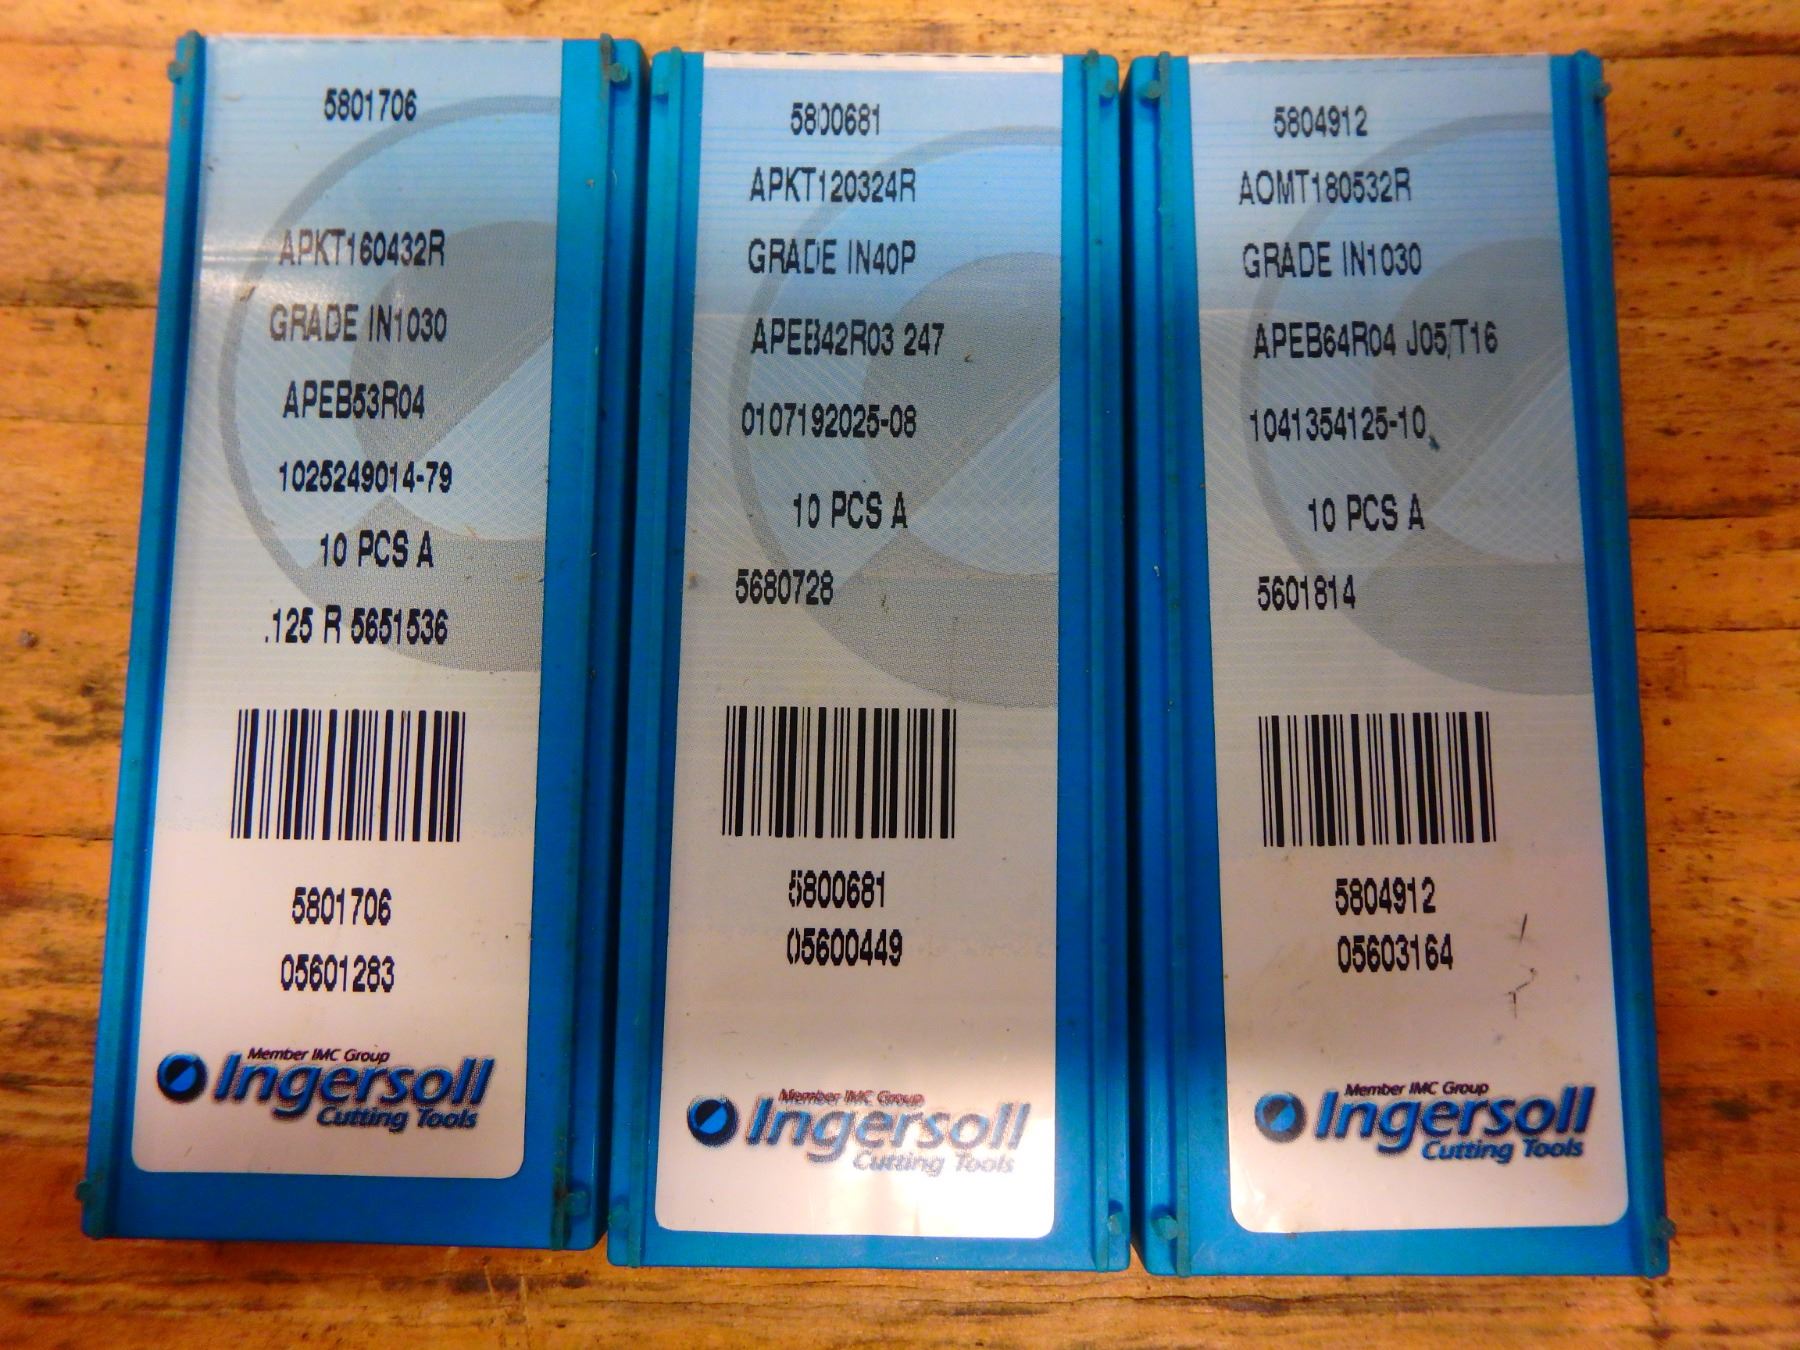 5801706
APKT160432R
GRADE IN1030
APEB53R04
1025249014-79
10 PCS A
.125 R 5651536
5801706
05601283
Member IMC Group
Ingersoll
Cutting Tools
5800681
APKT120324R
GRADE IN40P
APEB42R03 247
0107192025-08
10 PCS A
5680728
5800681
05600449
Member IMC Group
Ingersoll
Cutting Tools
5804912
AOMT180532R
GRADE IN1030
APEB64R04 J05/T16
1041354125-10
10 PCS A
5601814
5804912
05603164
Member IMC Group
Ingersoll
Cutting Tools